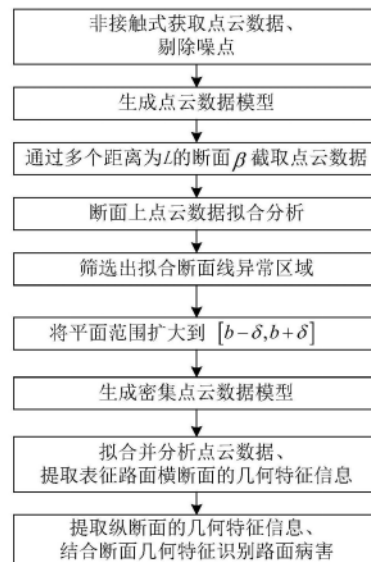 非接触式获取点云数据、
剔除噪点
生成点云数据模型
通过多个距离为L的断面β截取点云数据
断面上点云数据拟合分析
筛选出拟合断面线异常区域
将平面范围扩大到 [b−δ,b+δ]
生成密集点云数据模型
拟合并分析点云数据、
提取表征路面横断面的几何特征信息
提取纵断面的几何特征信息、
结合断面几何特征识别路面病害